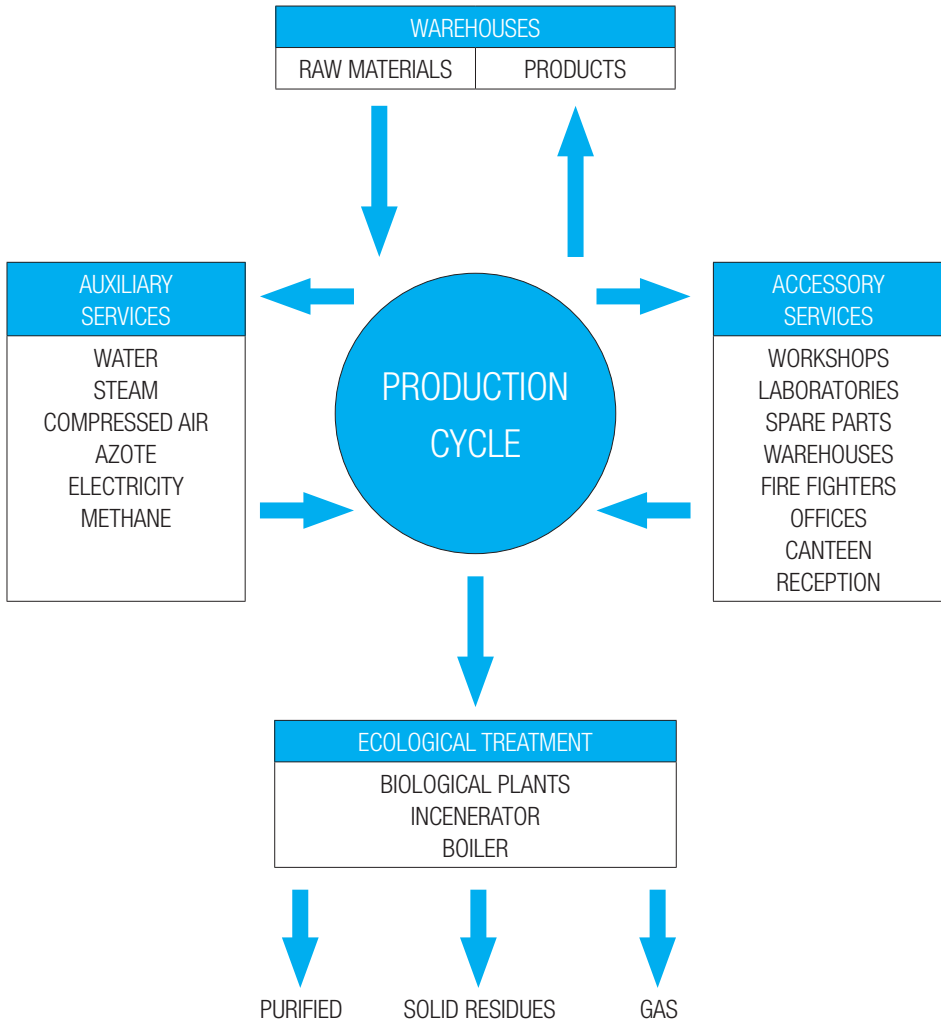 WAREHOUSES
RAW MATERIALS
PRODUCTS
AUXILIARY
SERVICES
WATER
STEAM
COMPRESSED AIR
AZOTE
ELECTRICITY
METHANE
PRODUCTION
CYCLE
ACCESSORY
SERVICES
WORKSHOPS
LABORATORIES
SPARE PARTS
WAREHOUSES
FIRE FIGHTERS
OFFICES
CANTEEN
RECEPTION
ECOLOGICAL TREATMENT
BIOLOGICAL PLANTS
INCENERATOR
BOILER
PURIFIED
SOLID RESIDUES
GAS